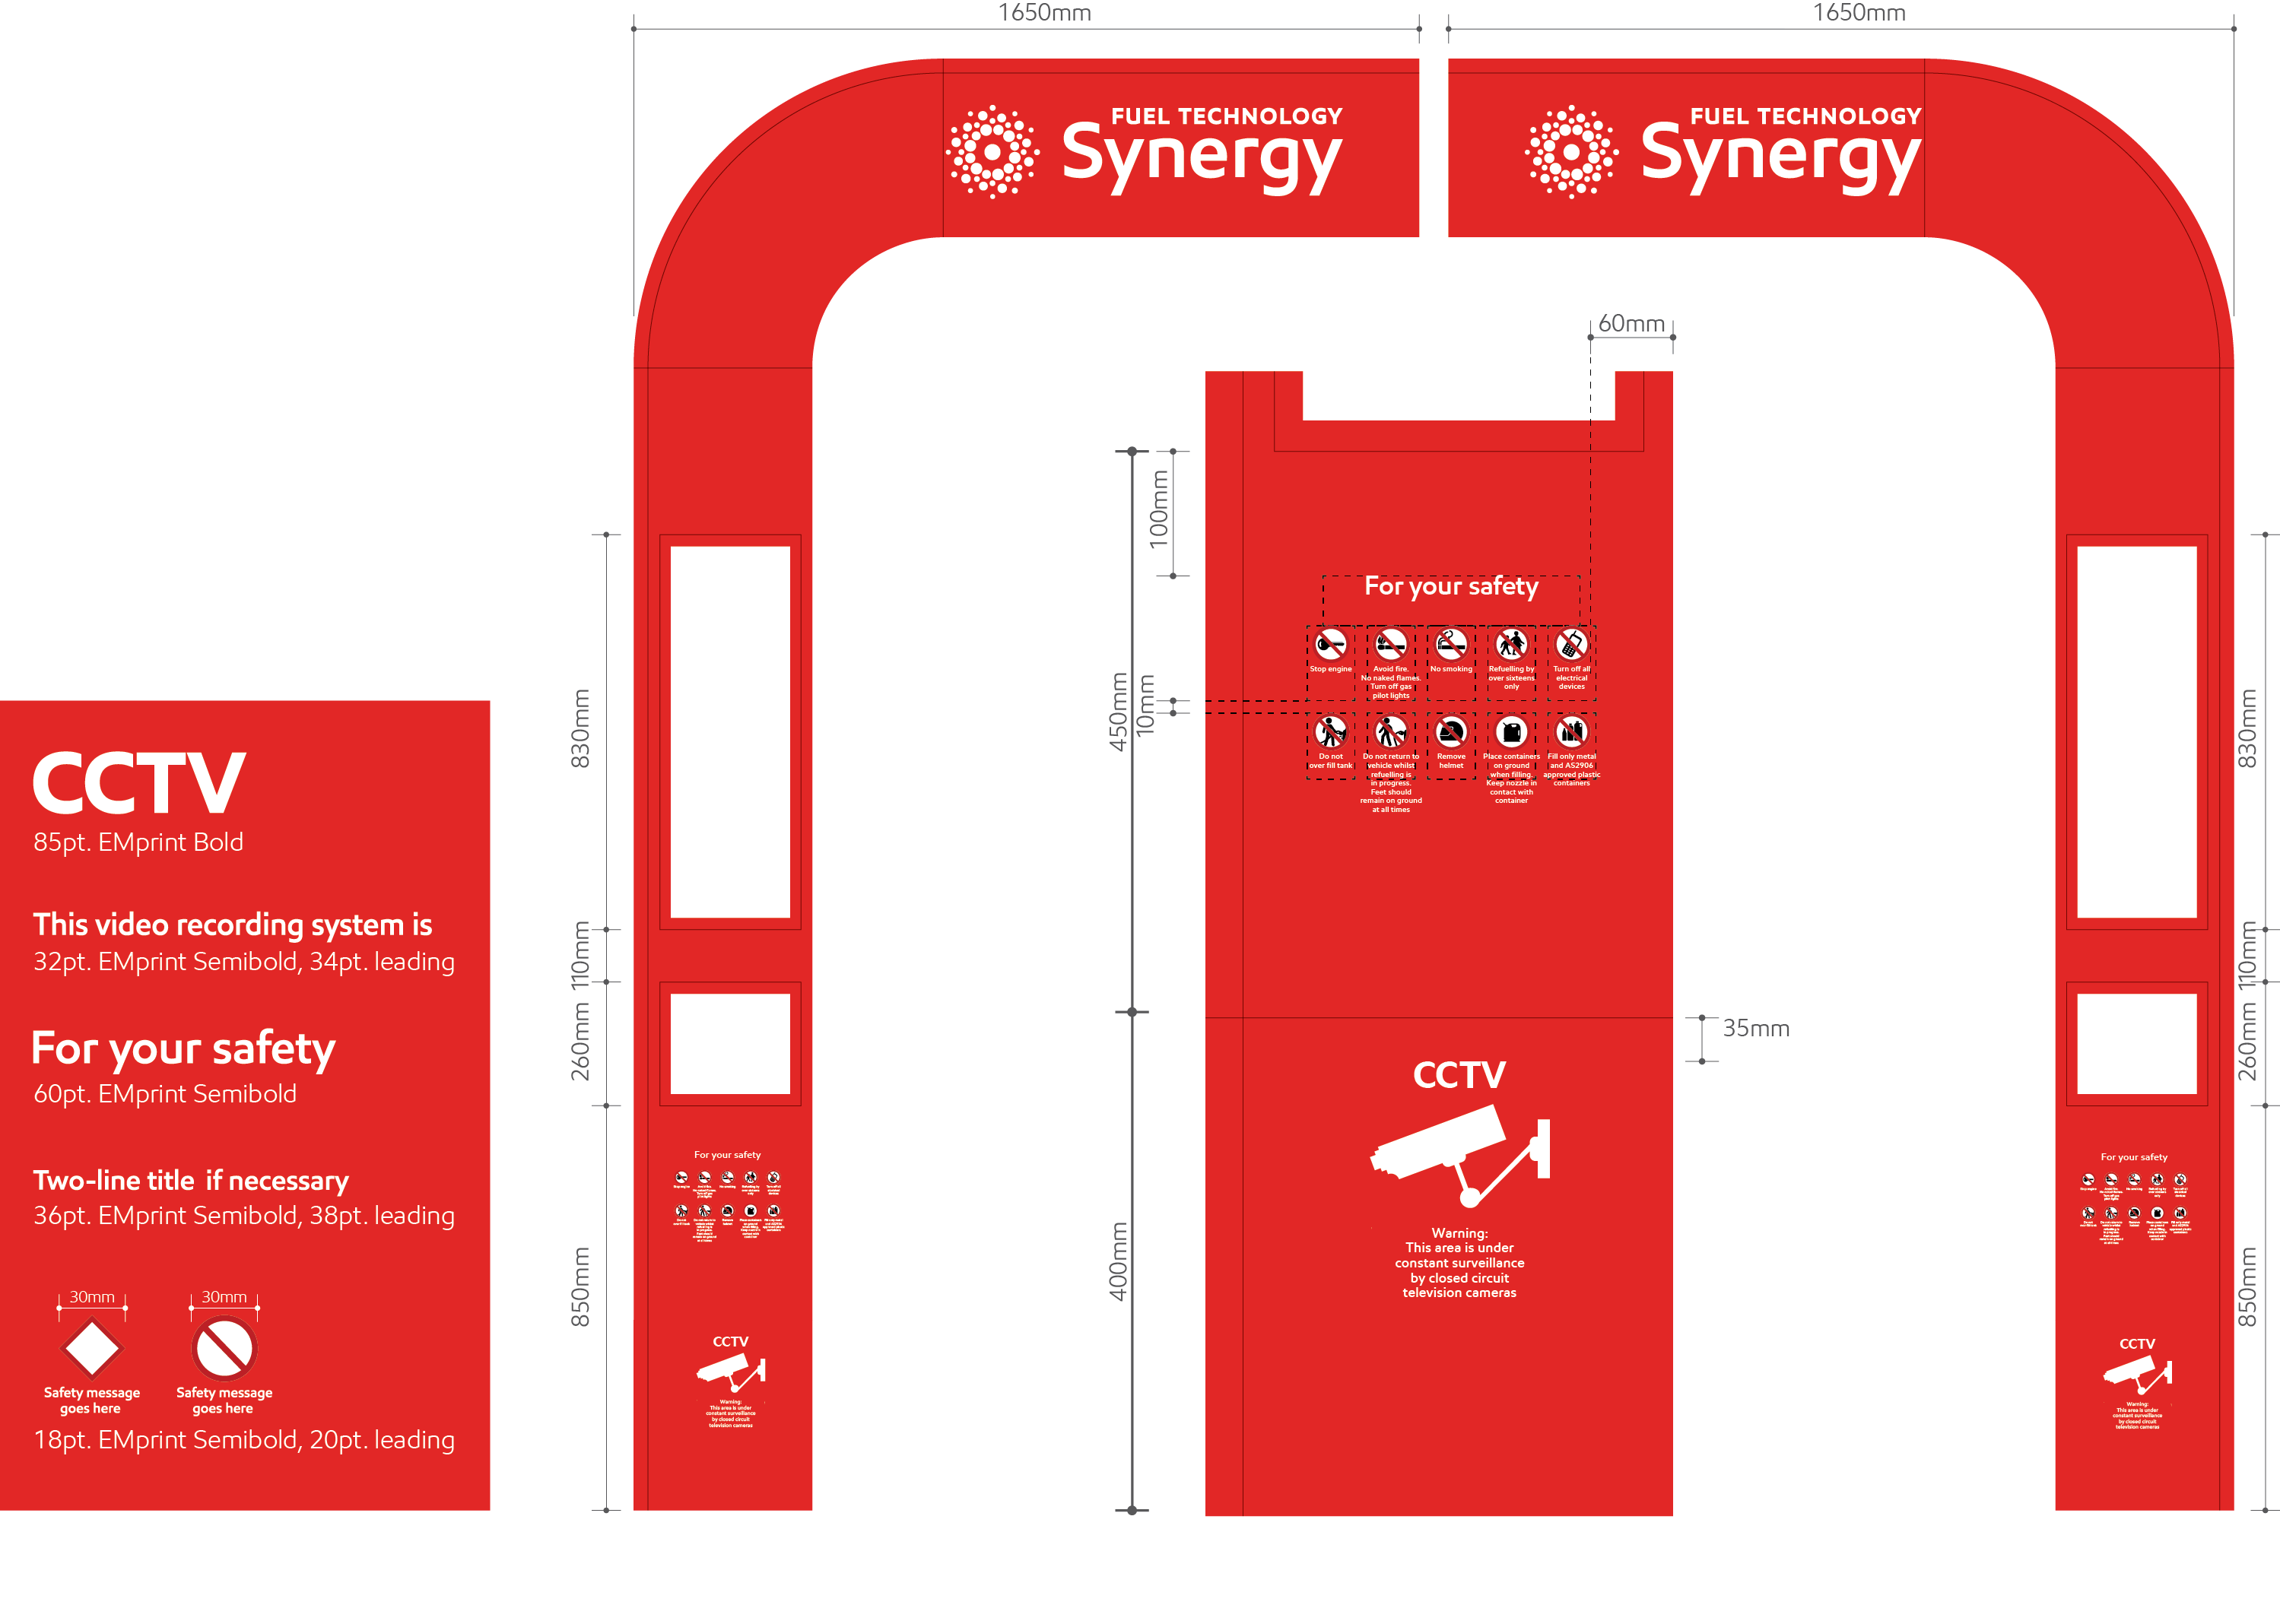 1650mm
1650mm
FUEL TECHNOLOGY
Synergy
FUEL TECHNOLOGY
Synergy
60mm
100mm
450mm
10mm
400mm
35mm
For your safety
Stop engine
Avoid fire.
No naked flames.
Turn off gas
pilot lights
No smoking
Refuelling by
over sixteens
only
Turn off all
electrical
devices
Do not
over fill tank
Do not return to
vehicle whilst
refuelling is
in progress.
Feet should
remain on ground
at all times
Remove
helmet
Place containers
on ground
when filling.
Keep nozzle in
contact with
container
Fill only metal
and AS2906
approved plastic
containers
CCTV
Warning:
This area is under
constant surveillance
by closed circuit
television cameras
CCTV
85pt. EMprint Bold
This video recording system is
32pt. EMprint Semibold, 34pt. leading
For your safety
60pt. EMprint Semibold
Two-line title if necessary
36pt. EMprint Semibold, 38pt. leading
30mm
30mm
Safety message
goes here
Safety message
goes here
18pt. EMprint Semibold, 20pt. leading
830mm
110mm
260mm
850mm
For your safety
CCTV
Warning:
This area is under
constant surveillance
by closed circuit
television cameras
830mm
110mm
260mm
850mm
For your safety
CCTV
Warning:
This area is under
constant surveillance
by closed circuit
television cameras